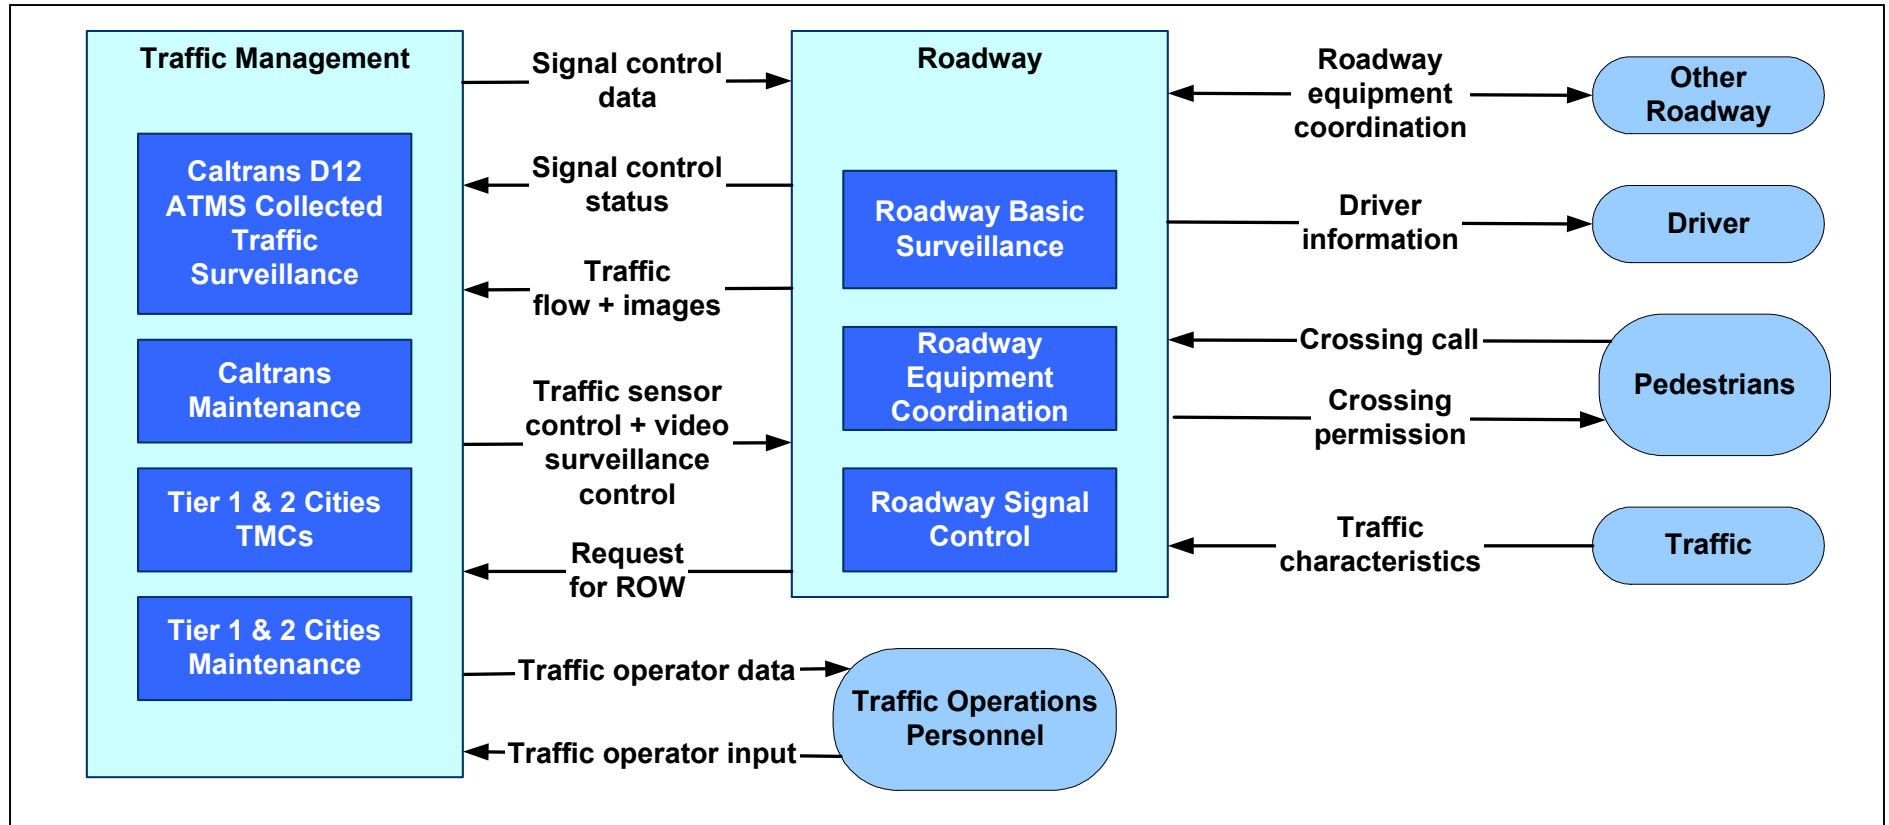 Traffic Management
Caltrans D12
ATMS Collected
Traffic
Surveillance
Caltrans
Maintenance
Tier 1 & 2 Cities
TMCs
Tier 1 & 2 Cities
Maintenance
Signal control
data
Signal control
status
Traffic
flow + images
Traffic sensor
control + video
surveillance
control
Request
for ROW
Traffic operator data
Traffic operator input
Roadway
Roadway Basic
Surveillance
Roadway
Equipment
Coordination
Roadway Signal
Control
Traffic Operations
Personnel
Roadway
equipment
coordination
Driver
information
Crossing call
Crossing
permission
Traffic
characteristics
Other
Roadway
Driver
Pedestrians
Traffic